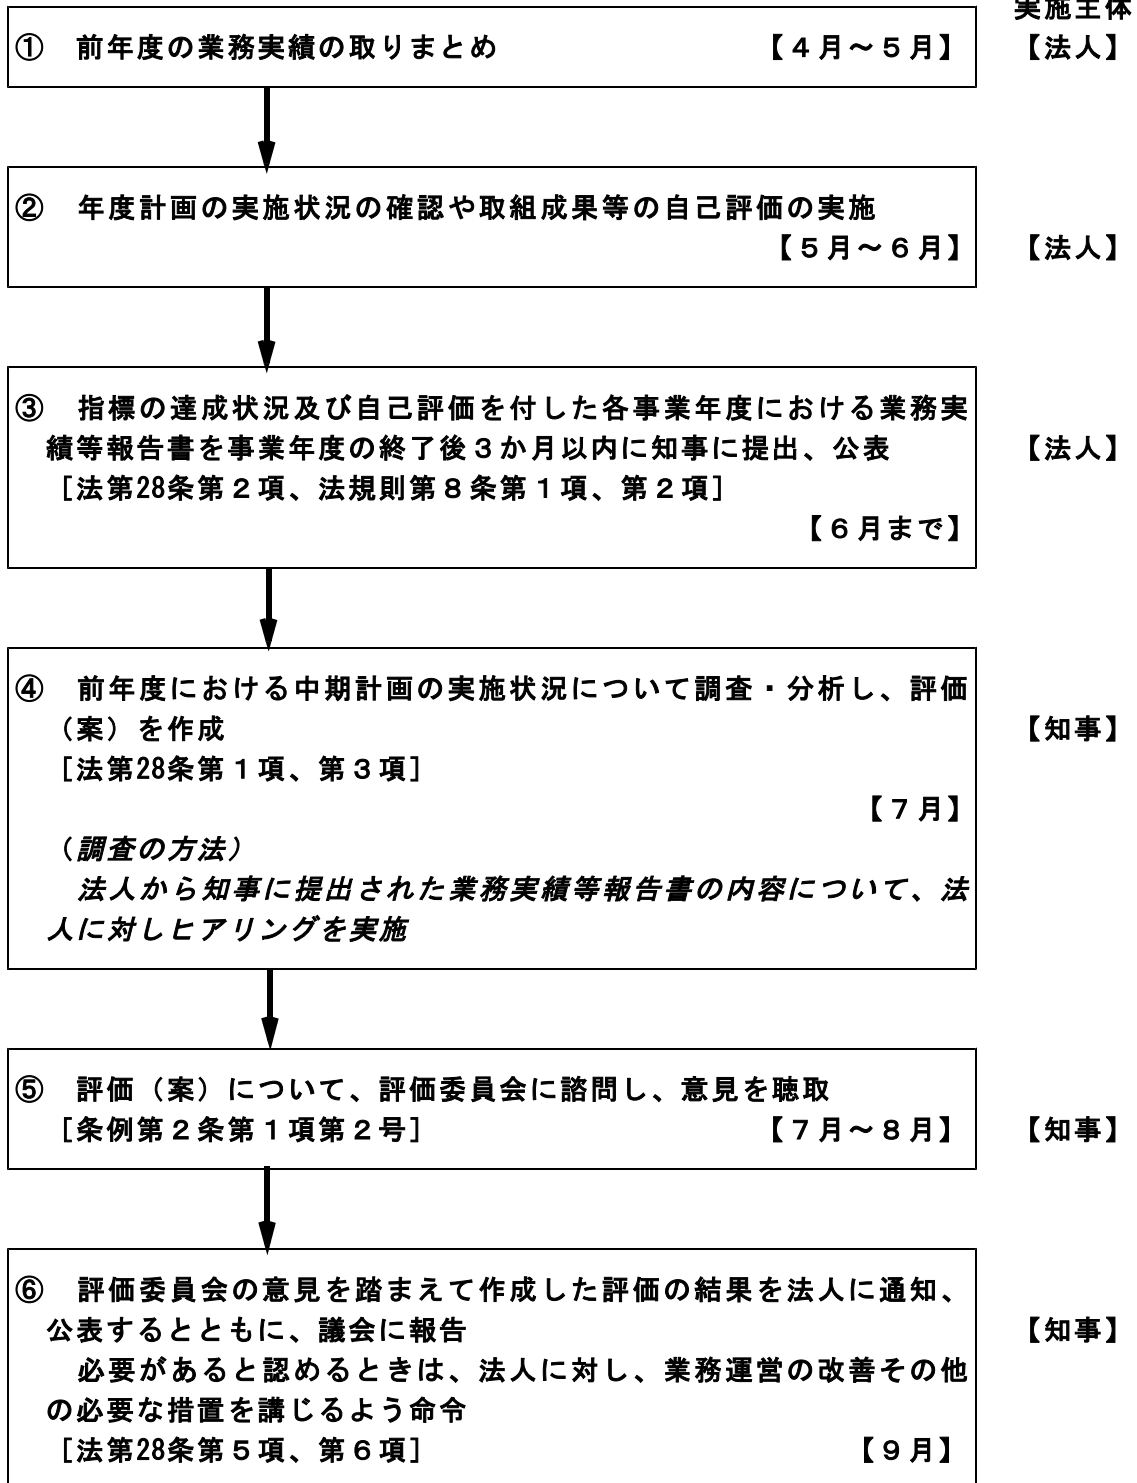 実施主体
① 前年度の業務実績の取りまとめ 【４月～５月】 【法人】
② 年度計画の実施状況の確認や取組成果等の自己評価の実施
【５月～６月】 【法人】
③ 指標の達成状況及び自己評価を付した各事業年度における業務実
績等報告書を事業年度の終了後３か月以内に知事に提出、公表 【法人】
［法第28条第２項、法規則第８条第１項、第２項］
【６月まで】
④ 前年度における中期計画の実施状況について調査・分析し、評価
（案）を作成 【知事】
［法第28条第１項、第３項］
【７月】
（調査の方法）
法人から知事に提出された業務実績等報告書の内容について、法
人に対しヒアリングを実施
⑤ 評価（案）について、評価委員会に諮問し、意見を聴取
［条例第２条第１項第２号］ 【７月～８月】 【知事】
⑥ 評価委員会の意見を踏まえて作成した評価の結果を法人に通知、
公表するとともに、議会に報告 【知事】
必要があると認めるときは、法人に対し、業務運営の改善その他
の必要な措置を講じるよう命令
［法第28条第５項、第６項］ 【９月】